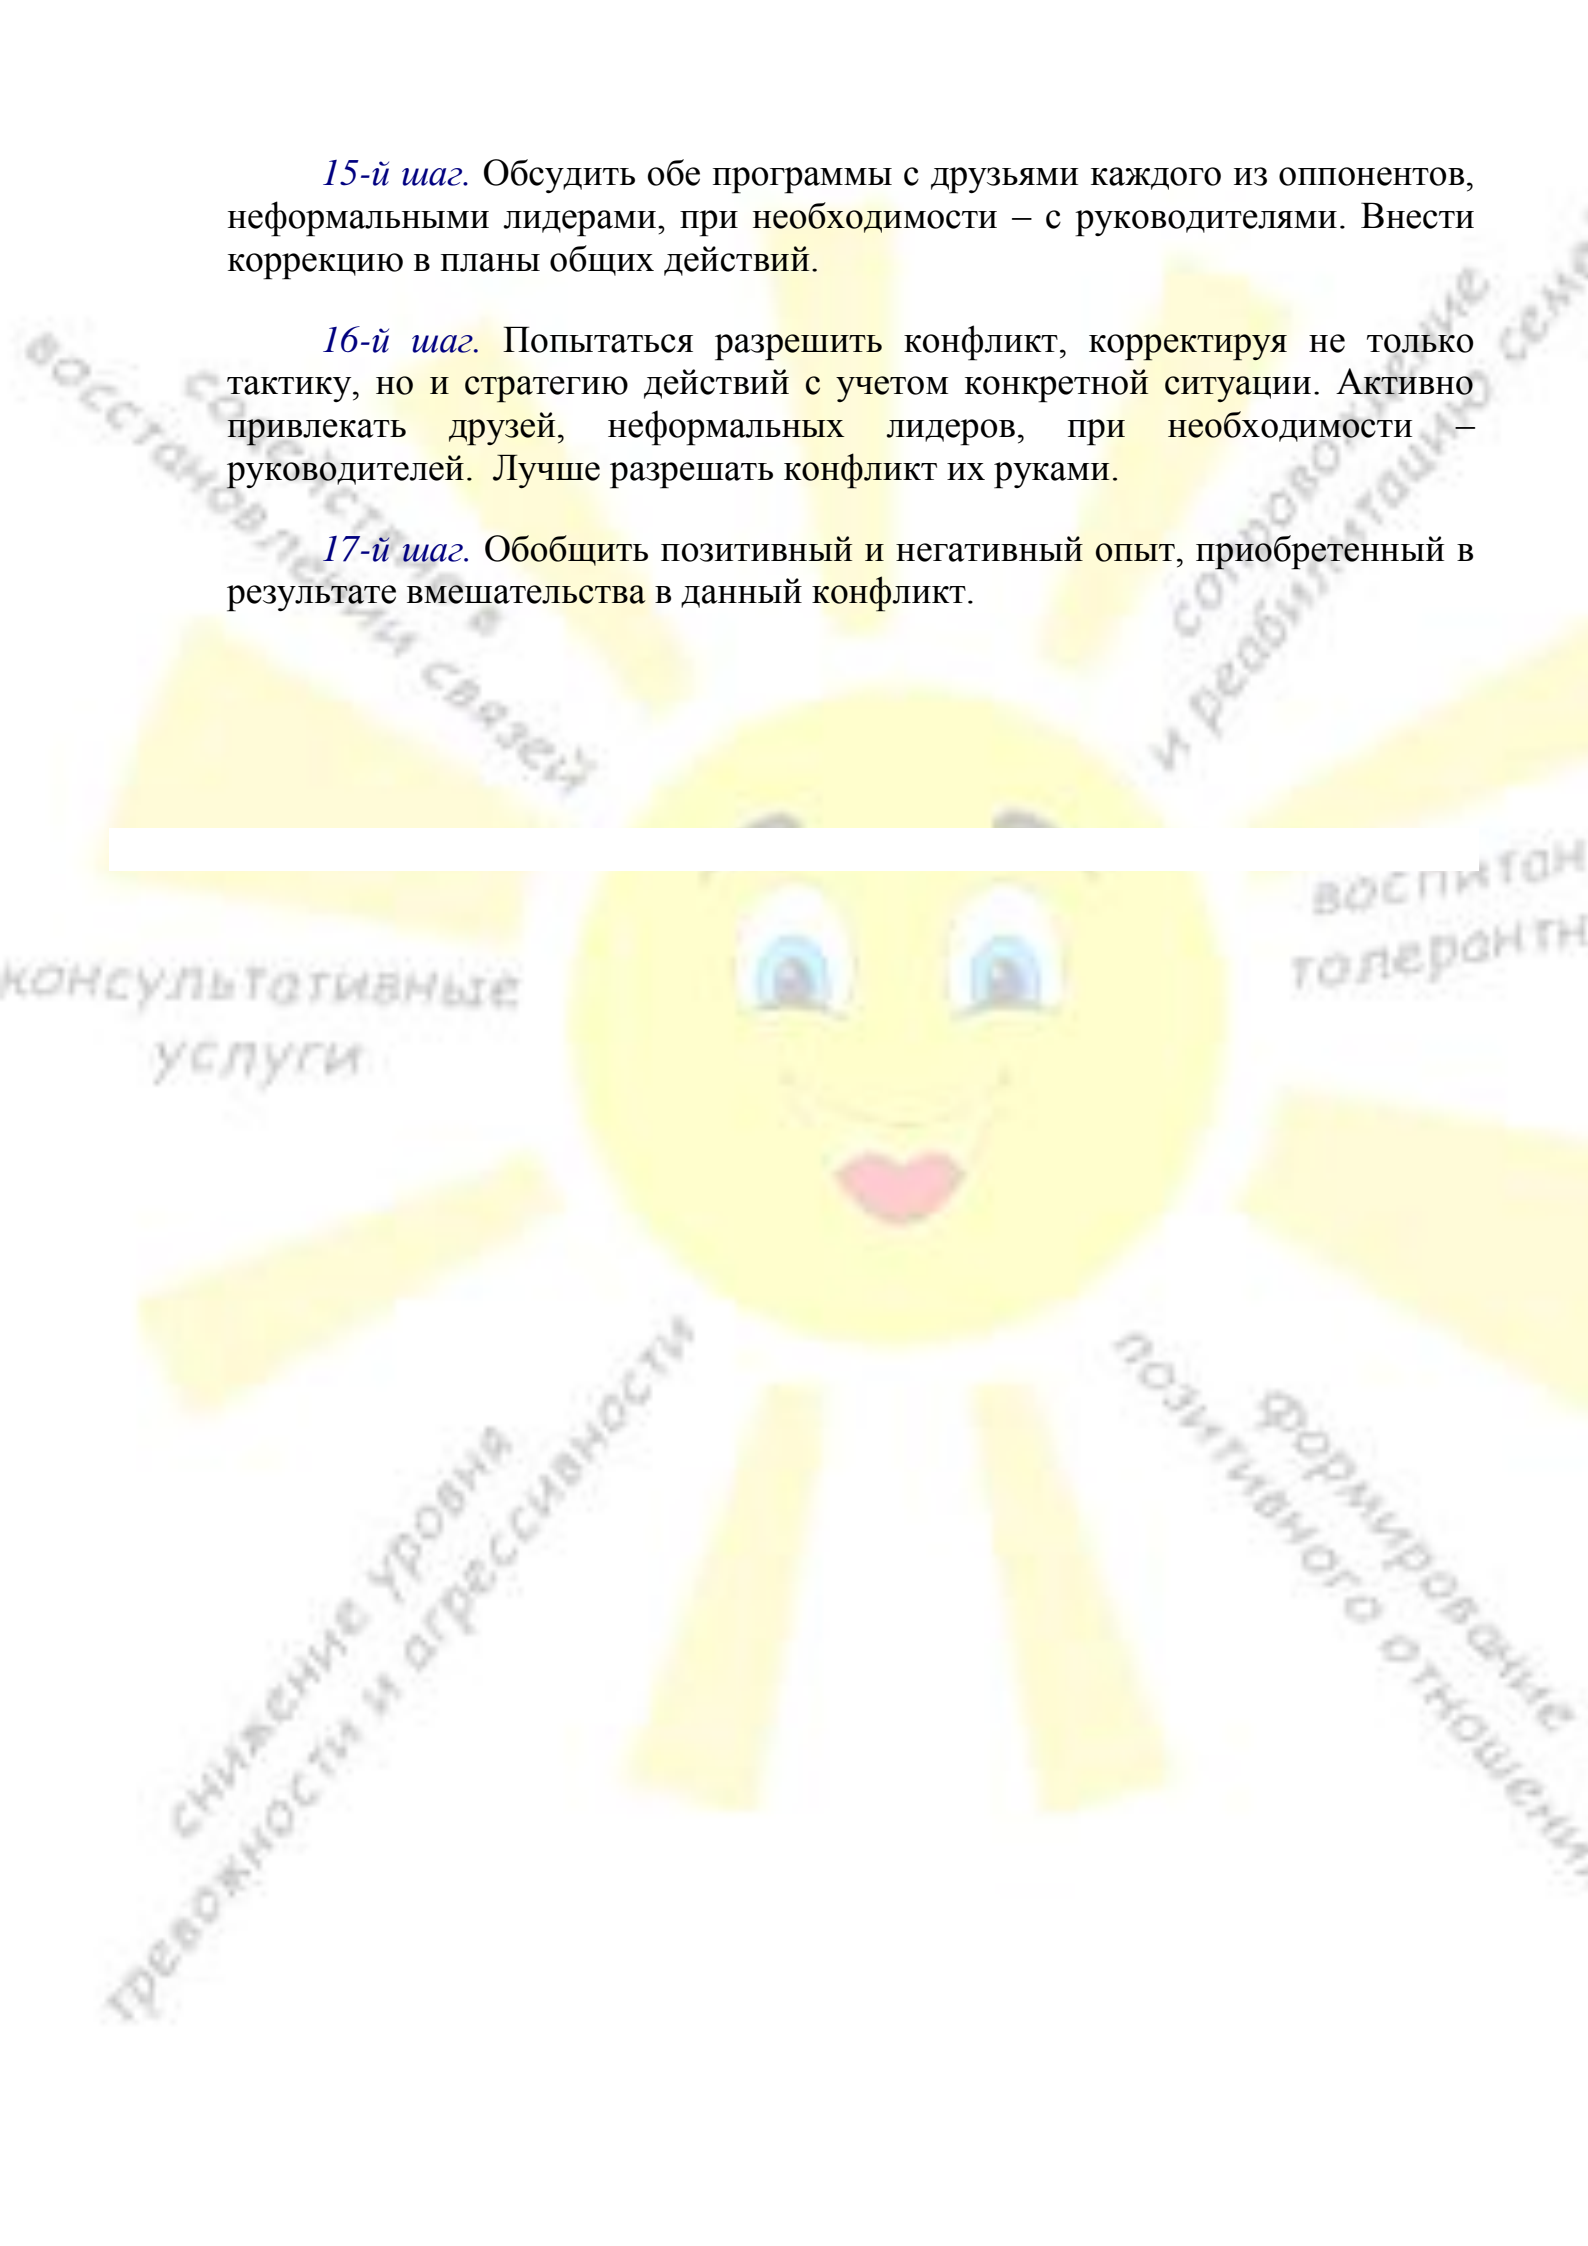 15-й шаг. Обсудить обе программы с друзьями каждого из оппонентов,
неформальными лидерами, при необходимости – с руководителями. Внести
коррекцию в планы общих действий.
16-й шаг. Попытаться разрешить конфликт, корректируя не только
тактику, но и стратегию действий с учетом конкретной ситуации. Активно
привлекать друзей, неформальных лидеров, при необходимости –
руководителей. Лучше разрешать конфликт их руками.
17-й шаг. Обобщить позитивный и негативный опыт, приобретенный в
результате вмешательства в данный конфликт.
содействие в
восстановлении связей
сопровождение
и реабилитацию
консультативные
услуги
воспитан
толерантн
снижение уровня
тревожности и агрессивности
Формирование
позитивного отношения